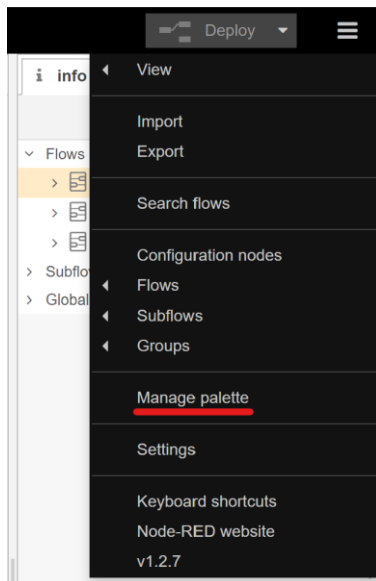 Deploy
i info
View
Import
Export
Flows
Search flows
Configuration nodes
Flows
Subflows
Groups
Subflo
Global
Manage palette
Settings
Keyboard shortcuts
Node-RED website
v1.2.7